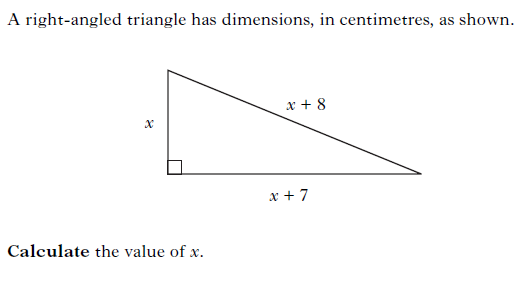 A right-angled triangle has dimensions, in centimetres, as shown.
x + 8
x
x + 7
Calculate the value of x.